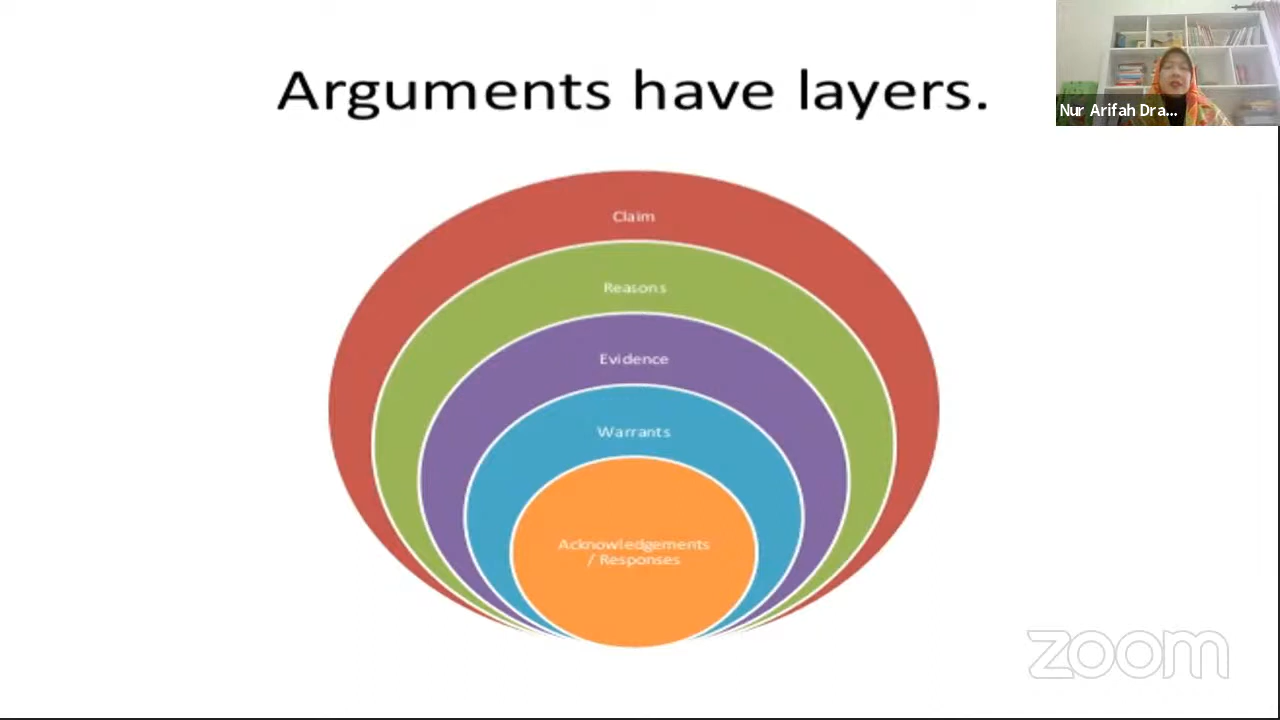 Arguments have layers.
Nur Arifah Dra...
Claim
Reasons
Evidence
Warrants
Acknowledgements
/ Responses
zoom